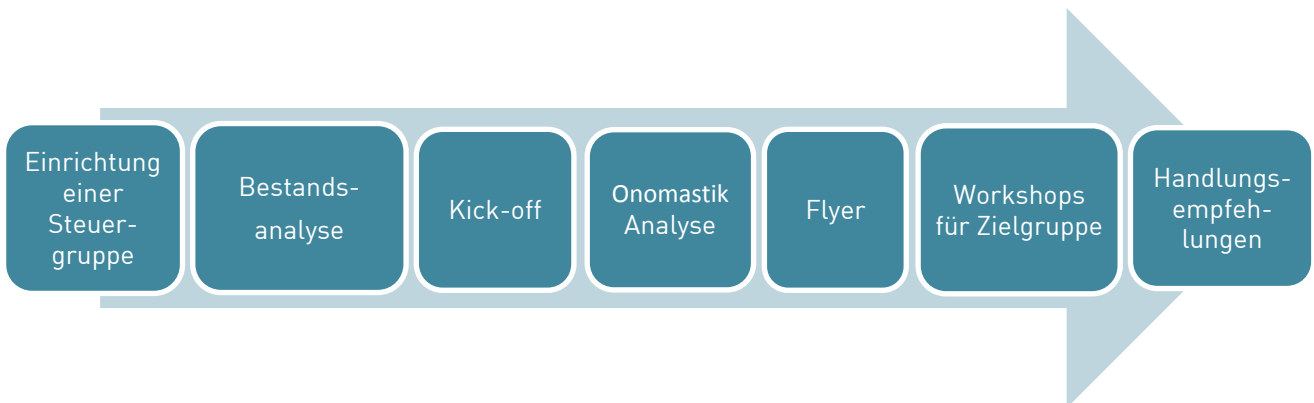 Einrichtung
einer
Steuer-
gruppe
Bestands-
analyse
Kick-off
Onomastik
Analyse
Flyer
Workshops
für Zielgruppe
Handlungs-
empfeh-
lungen